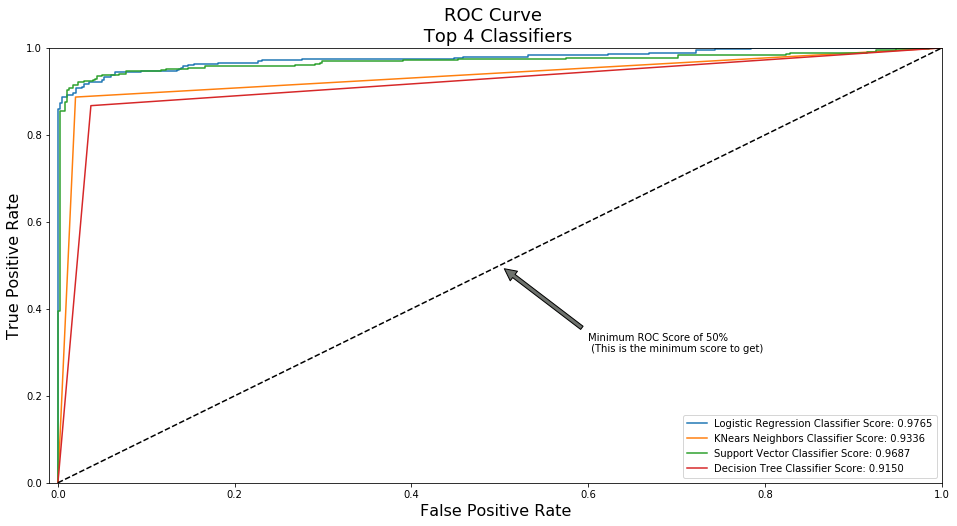 ROC Curve
Top 4 Classifiers
True Positive Rate
1.0
0.8
0.6
0.4
0.2
0.0
Minimum ROC Score of 50%
(This is the minimum score to get)
Logistic Regression Classifier Score: 0.9765
KNears Neighbors Classifier Score: 0.9336
Support Vector Classifier Score: 0.9687
Decision Tree Classifier Score: 0.9150
0.0 0.2 0.4 0.6 0.8 1.0
False Positive Rate